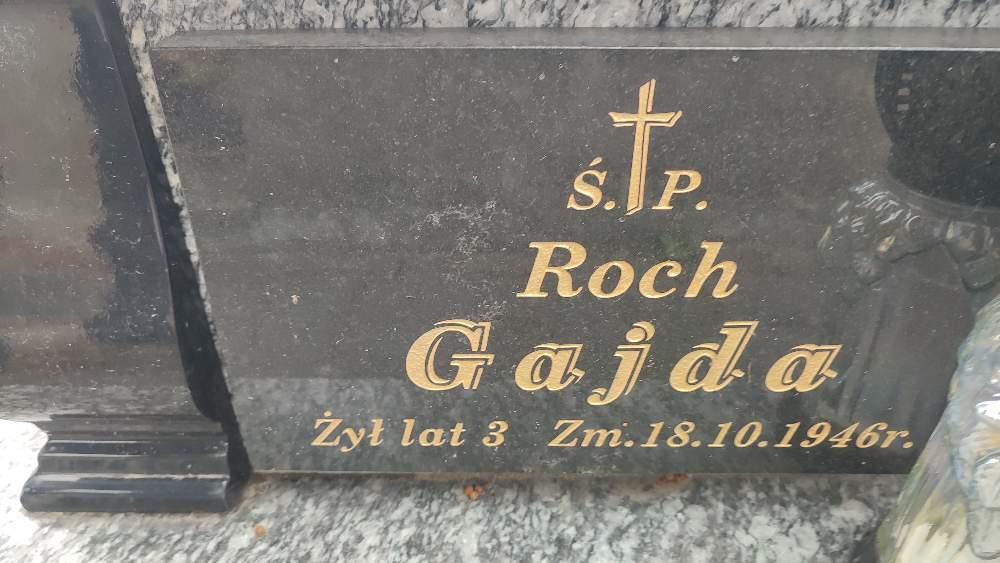 Ś. P.
Roch
Gajda
Żył lat 3 Zm. 18.10.1946r.